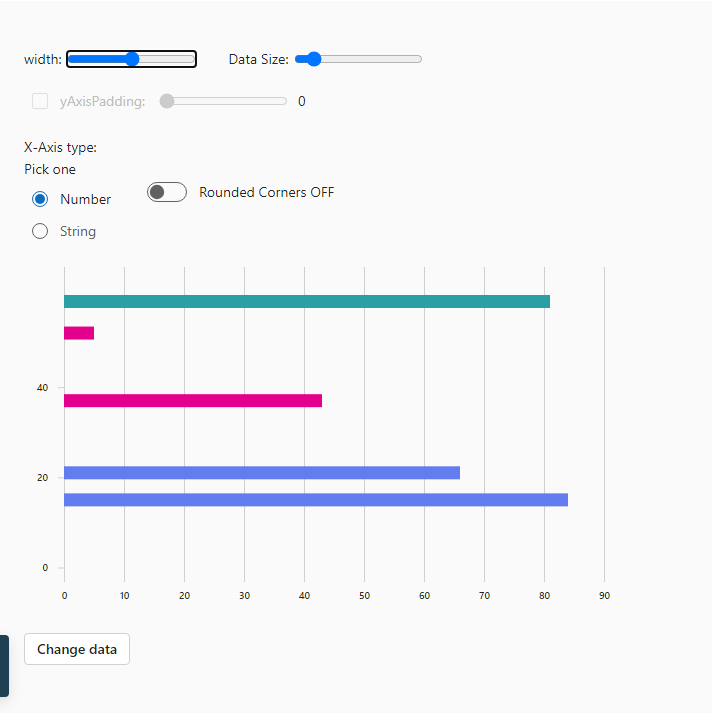 width: Data Size:
yAxisPadding: 0
X-Axis type:
Pick one
Number Rounded Corners OFF
String
40
20
0
0 10 20 30 40 50 60 70 80 90
Change data